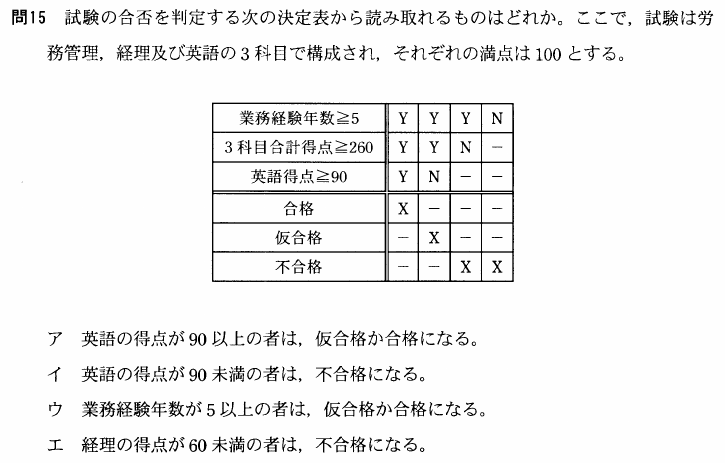 問15 試験の合否を判定する次の決定表から読み取れるものはどれか。ここで，試験は労
務管理，経理及び英語の3科目で構成され，それぞれの満点は100とする。
業務経験年数≧5 Y Y Y N
3科目合計得点≧260 Y Y N －
英語得点≧90 Y N － －
合格 X － － －
仮合格 － X － －
不合格 － － X X
ア 英語の得点が90以上の者は，仮合格か合格になる。
イ 英語の得点が90未満の者は，不合格になる。
ウ 業務経験年数が5以上の者は，仮合格か合格になる。
エ 経理の得点が60未満の者は，不合格になる。